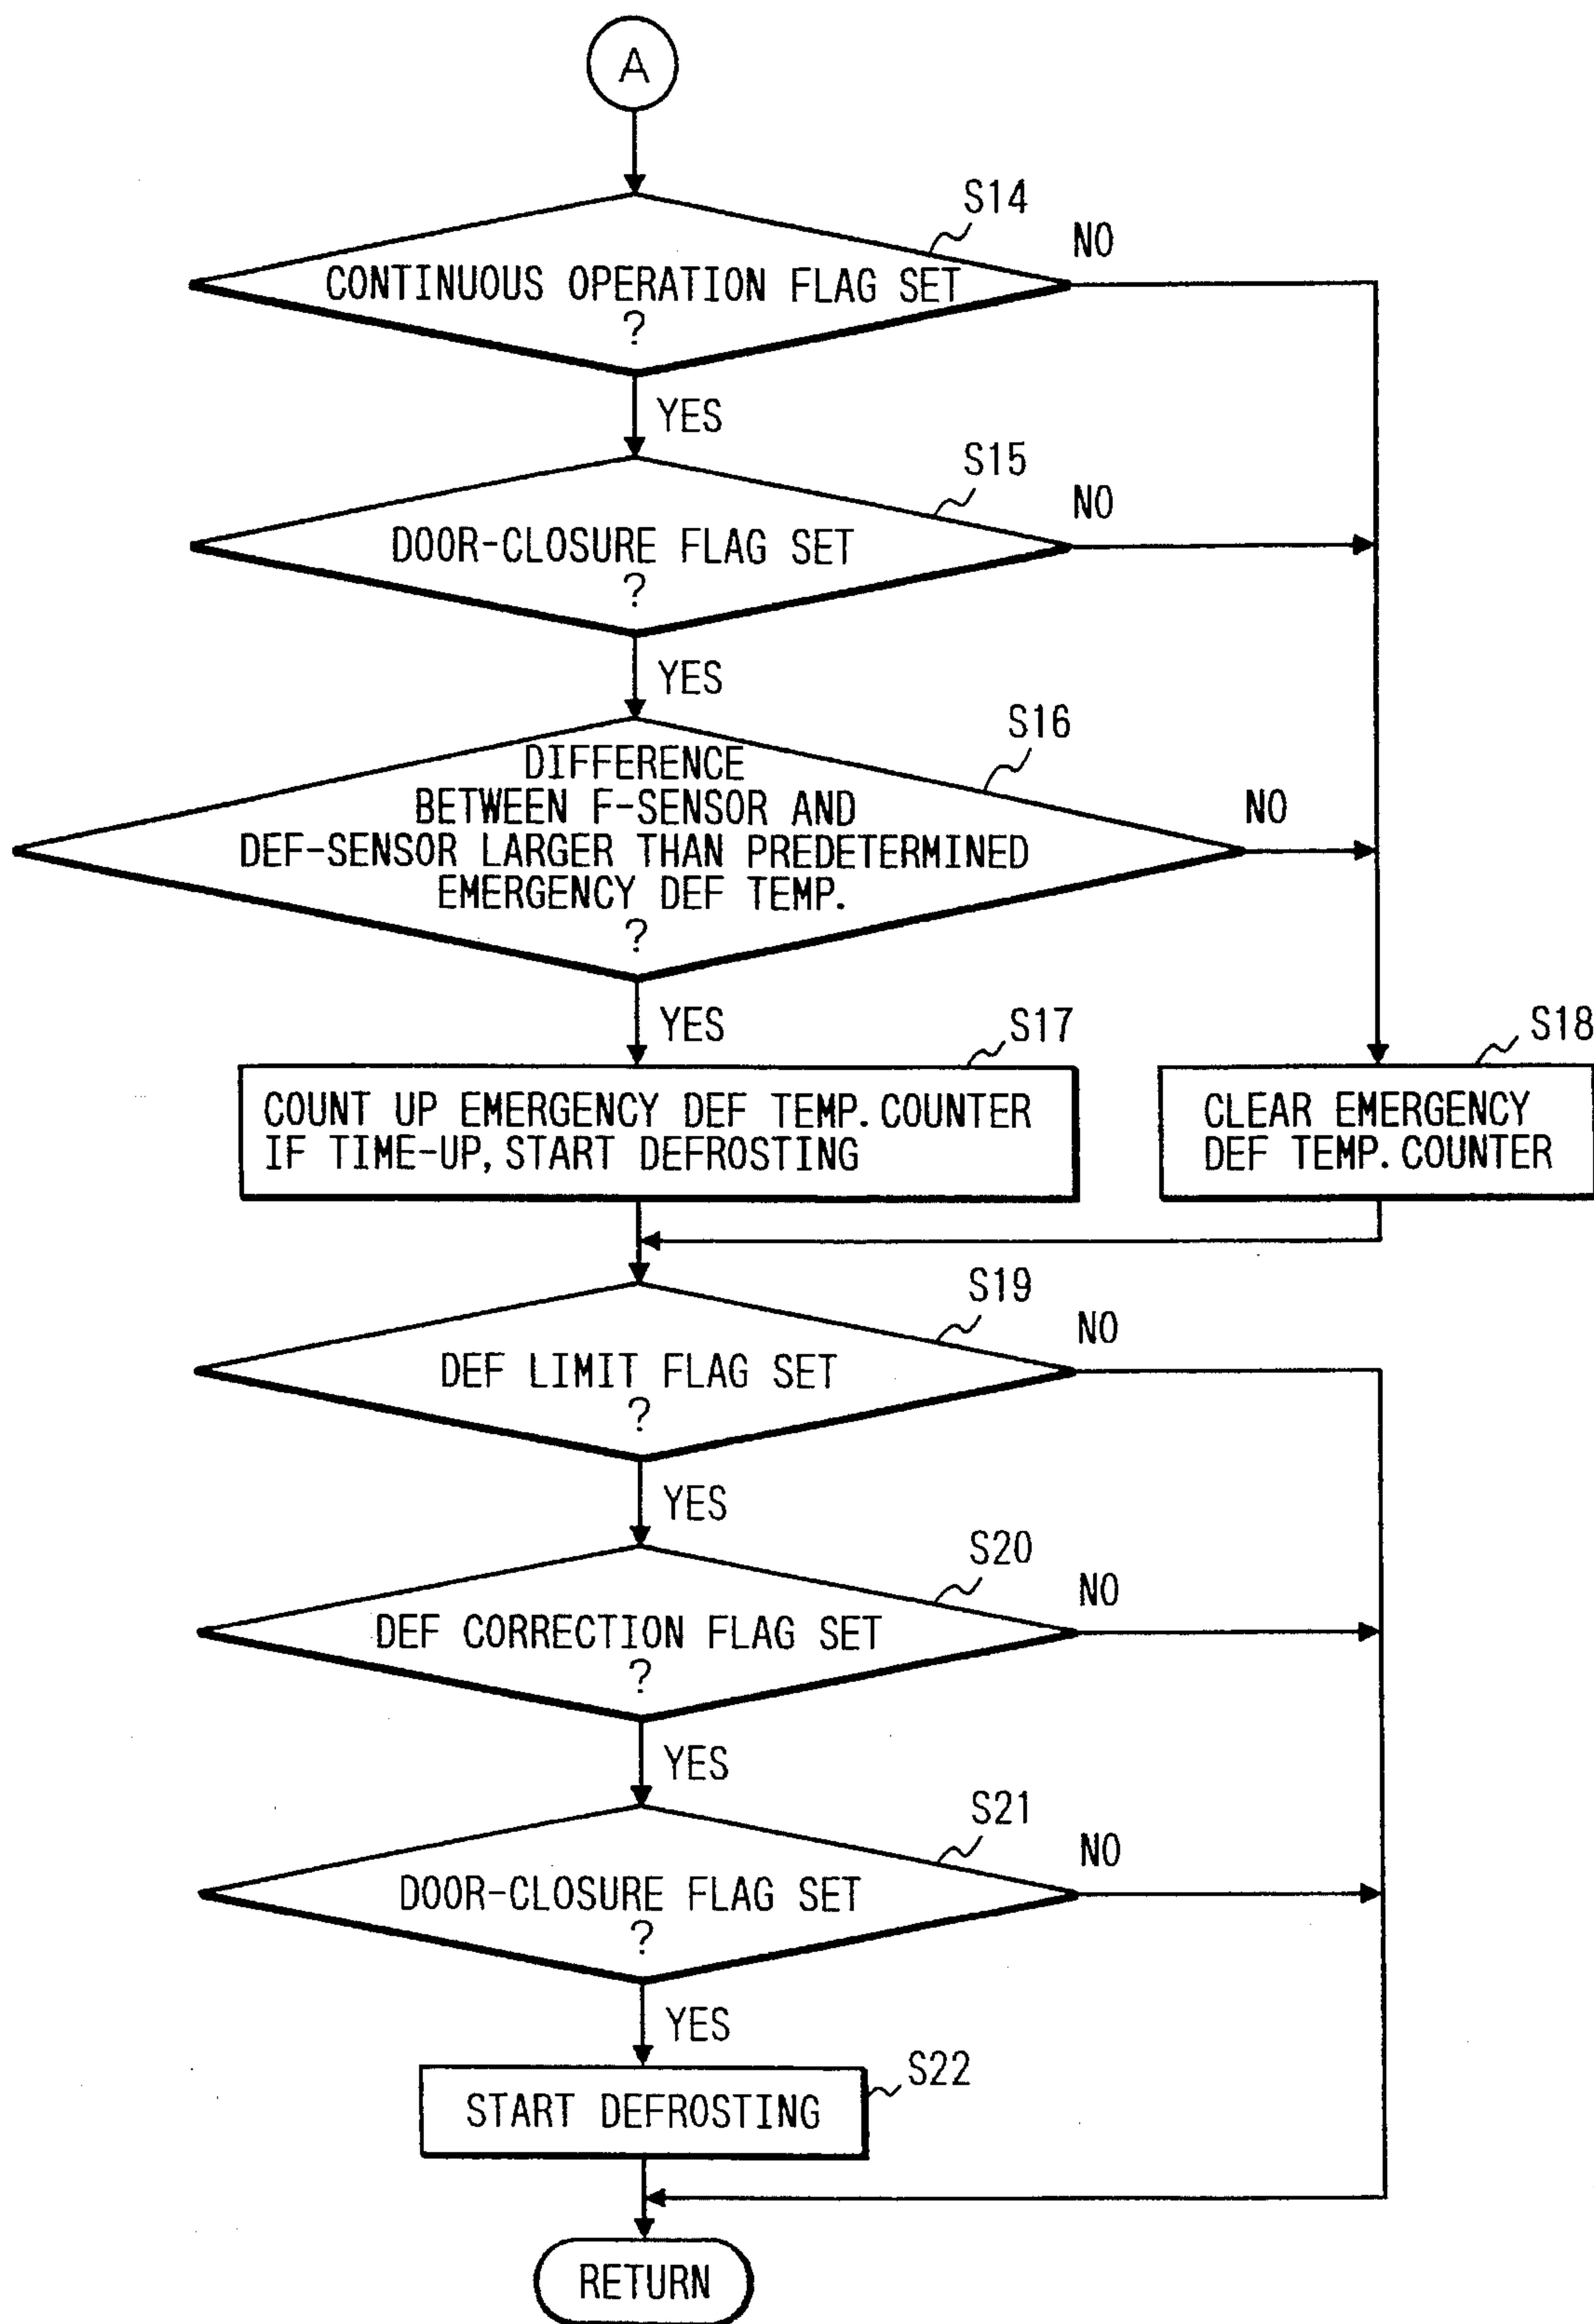 A
S14
NO
CONTINUOUS OPERATION FLAG SET
?
YES
S15
NO
DOOR-CLOSURE FLAG SET
?
YES
S16
DIFFERENCE
BETWEEN F-SENSOR AND
NO
DEF-SENSOR LARGER THAN PREDETERMINED
EMERGENCY DEF TEMP.
?
YES
S17
S18
COUNT UP EMERGENCY DEF TEMP. COUNTER
IF TIME-UP, START DEFROSTING
CLEAR EMERGENCY
DEF TEMP. COUNTER
S19
NO
DEF LIMIT FLAG SET
?
YES
S20
NO
DEF CORRECTION FLAG SET
?
YES
S21
NO
DOOR-CLOSURE FLAG SET
?
YES
S22
START DEFROSTING
RETURN